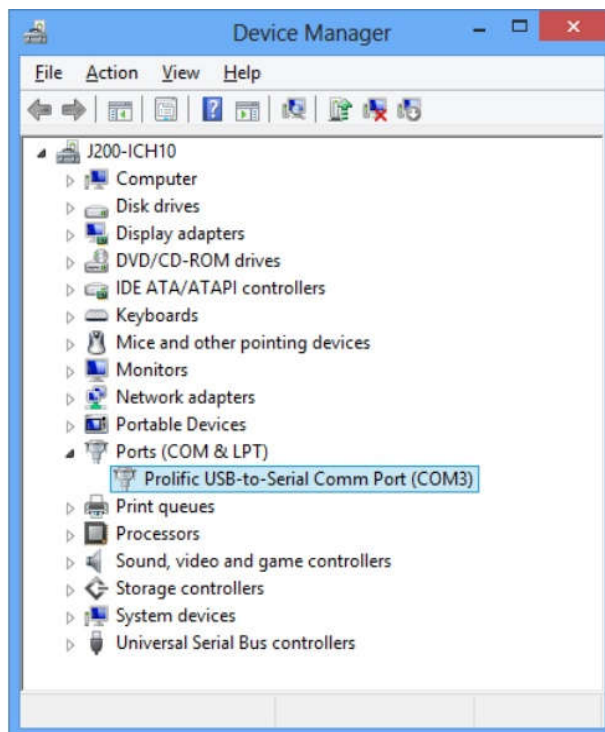 Device Manager
File Action View Help
J200-ICH10
Computer
Disk drives
Display adapters
DVD/CD-ROM drives
IDE ATA/ATAPI controllers
Keyboards
Mice and other pointing devices
Monitors
Network adapters
Portable Devices
Ports (COM & LPT)
Prolific USB-to-Serial Comm Port (COM3)
Print queues
Processors
Sound, video and game controllers
Storage controllers
System devices
Universal Serial Bus controllers